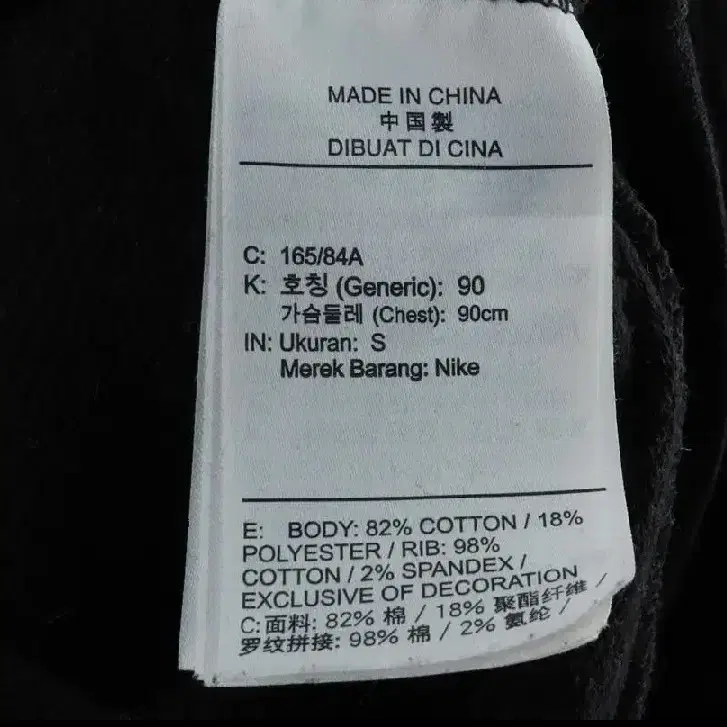 MADE IN CHINA
中国製
DIBUAT DI CINA
C: 165/84A
K: 호칭 (Generic): 90
가슴둘레 (Chest): 90cm
IN: Ukuran: S
Merek Barang: Nike
E: BODY: 82% COTTON / 18%
POLYESTER / RIB: 98%
COTTON / 2% SPANDEX /
EXCLUSIVE OF DECORATION
C:面料: 82% 棉 / 18% 聚酯纤维 /
罗纹拼接: 98% 棉 / 2% 氨纶 /